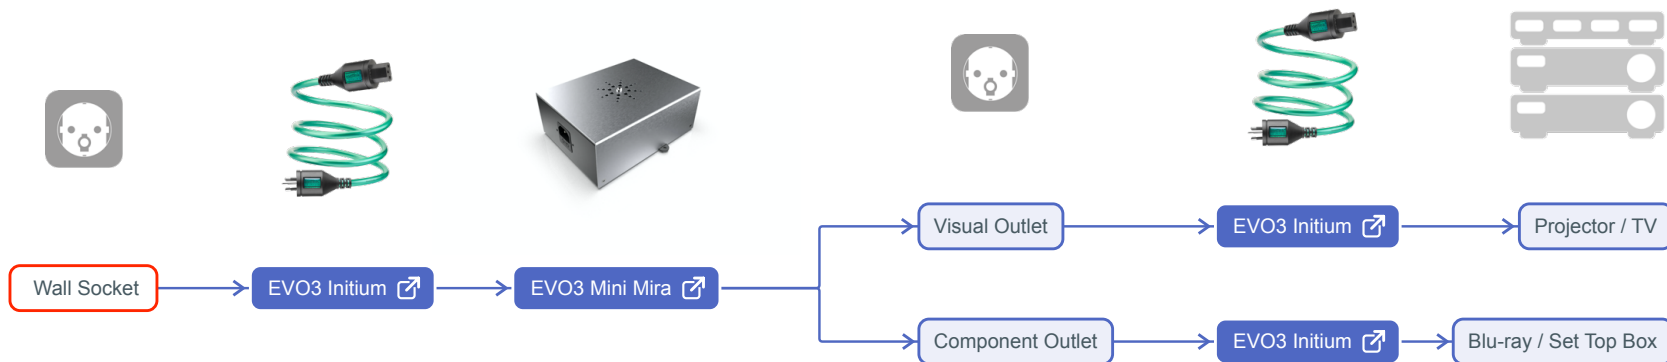 Visual Outlet
EVO3 Initium
Projector / TV
Wall Socket
EVO3 Initium
EVO3 Mini Mira
Component Outlet
EVO3 Initium
Blu-ray / Set Top Box